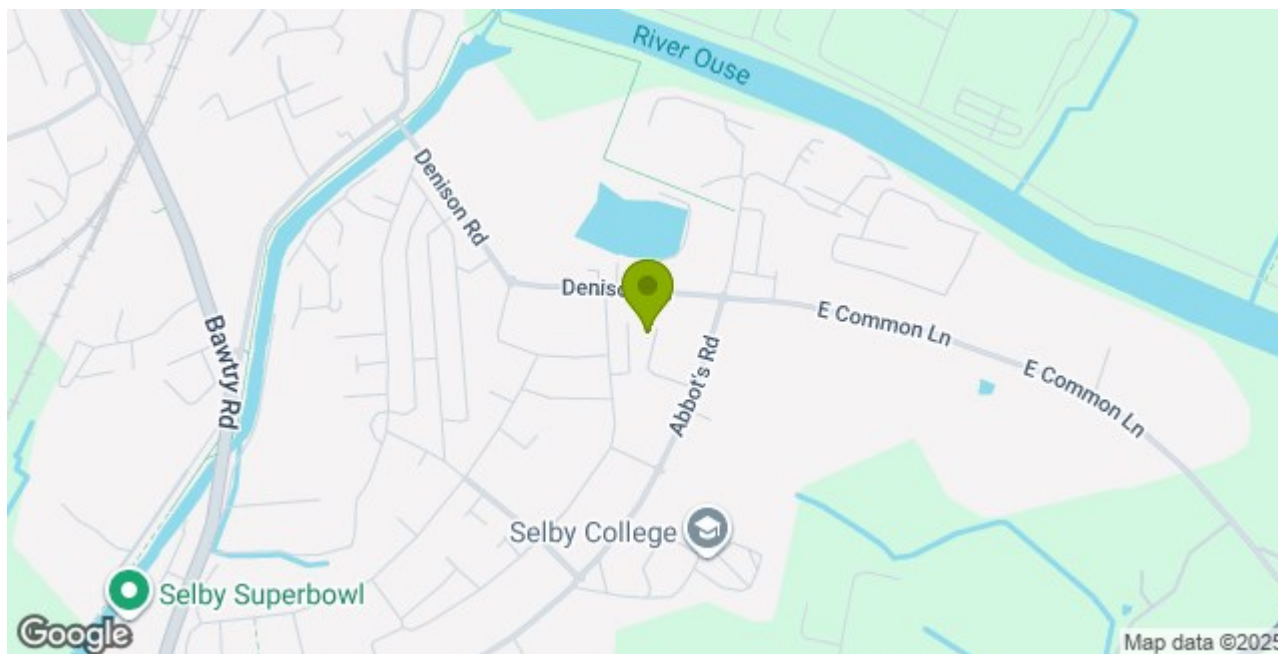 River Ouse
Denison Rd
Deniso
E Common Ln
E Common Ln
Bawtry Rd
Abbot's Rd
Selby College
Selby Superbowl
Google
Map data ©2025